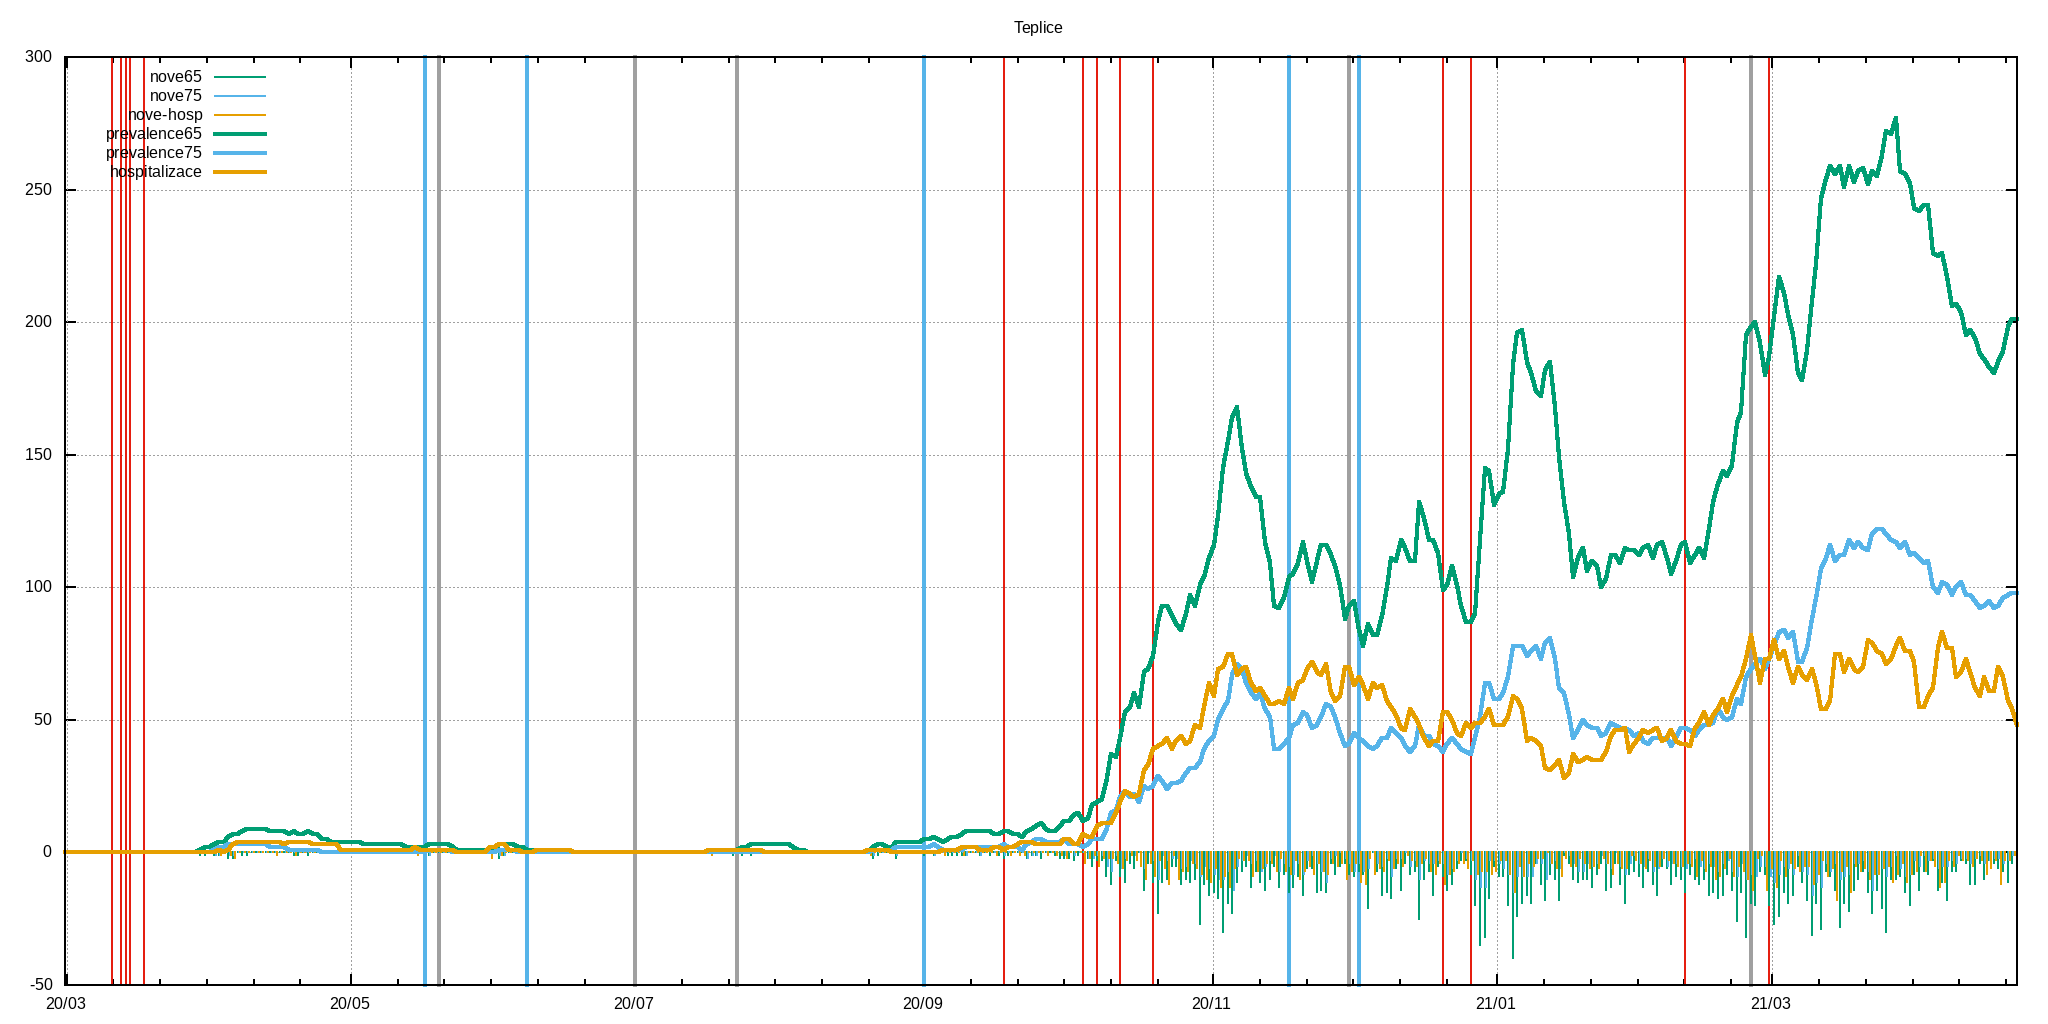 Teplice
300
250
200
150
100
50
0
-50
nove65
nove75
nove-hosp
prevalence65
prevalence75
hospitalizace
20/03 20/05 20/07 20/09 20/11 21/01 21/03